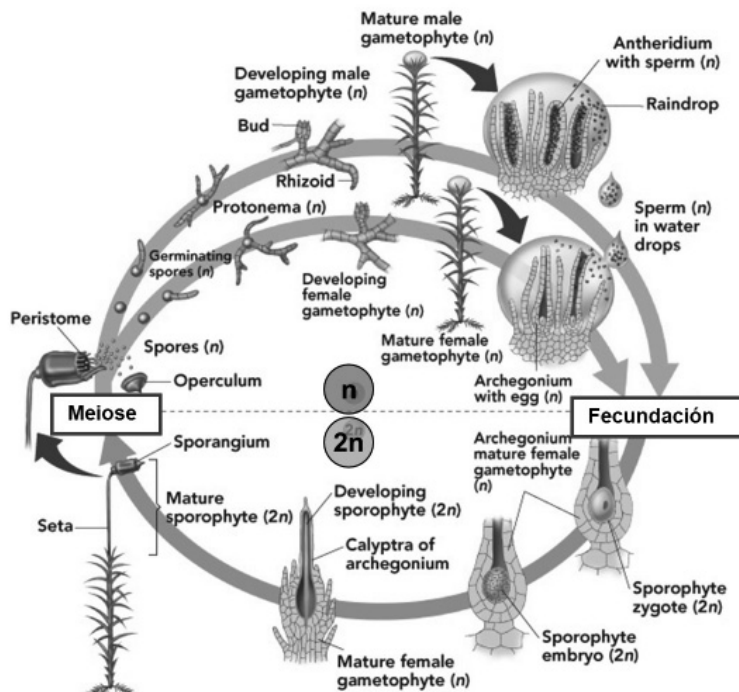 Mature male
gametophyte (n)
Antheridium
with sperm (n)
Raindrop
Developing male
gametophyte (n)
Bud
Rhizoid
Protonema (n)
Sperm (n)
in water
drops
Germinating
spores (n)
Developing
female
gametophyte (n)
Mature female
gametophyte (n)
Peristome
Spores (n)
Operculum
Archegonium
with egg (n)
n
Meiose
Fecundación
2n
2n
Sporangium
Archegonium
mature female
gametophyte
(n)
Mature
sporophyte (2n)
Developing
sporophyte (2n)
Seta
Calyptra of
archegonium
Sporophyte
zygote (2n)
Sporophyte
embryo (2n)
Mature female
gametophyte (n)